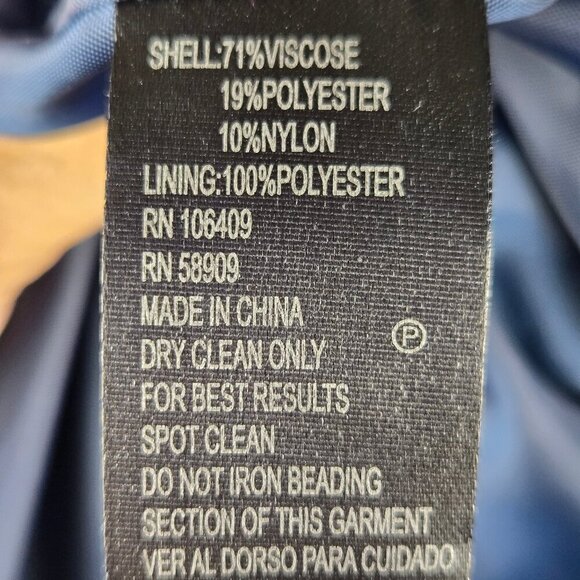 SHELL:71%VISCOSE
19%POLYESTER
10%NYLON
LINING:100%POLYESTER
RN 106409
RN 58909
MADE IN CHINA
DRY CLEAN ONLY
P
FOR BEST RESULTS
SPOT CLEAN
DO NOT IRON BEADING
SECTION OF THIS GARMENT
VER AL DORSO PARA CUIDADO